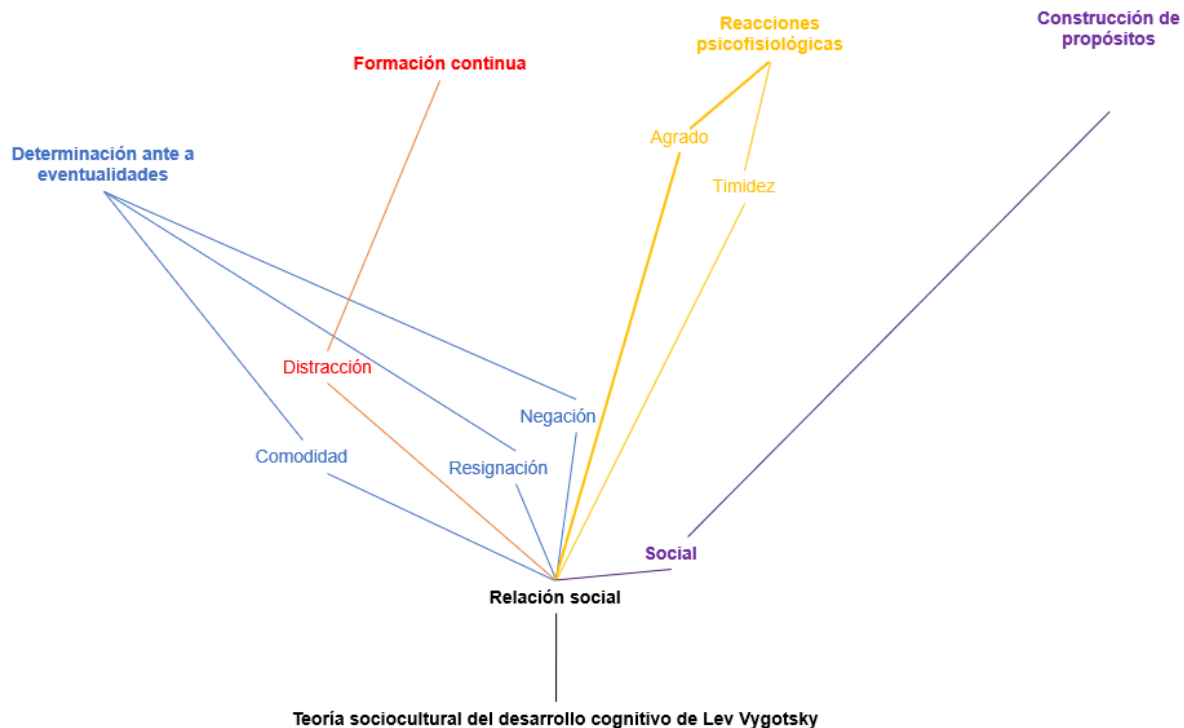 Construcción de
propósitos
Reacciones
psicofisiológicas
Formación continua
Agrado
Determinación ante a
eventualidades
Timidez
Distracción
Negación
Comodidad
Resignación
Social
Relación social
Teoría sociocultural del desarrollo cognitivo de Lev Vygotsky